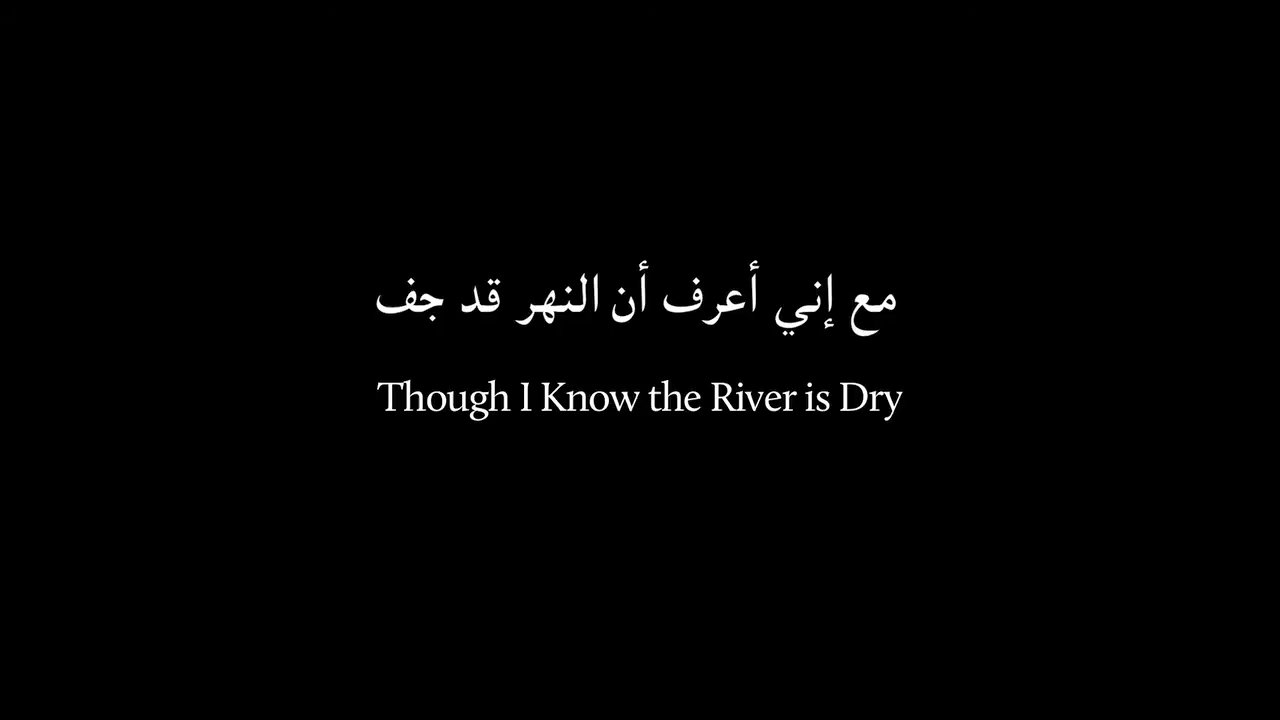 مع إني أعرف أن النهر قد جف
Though I Know the River is Dry